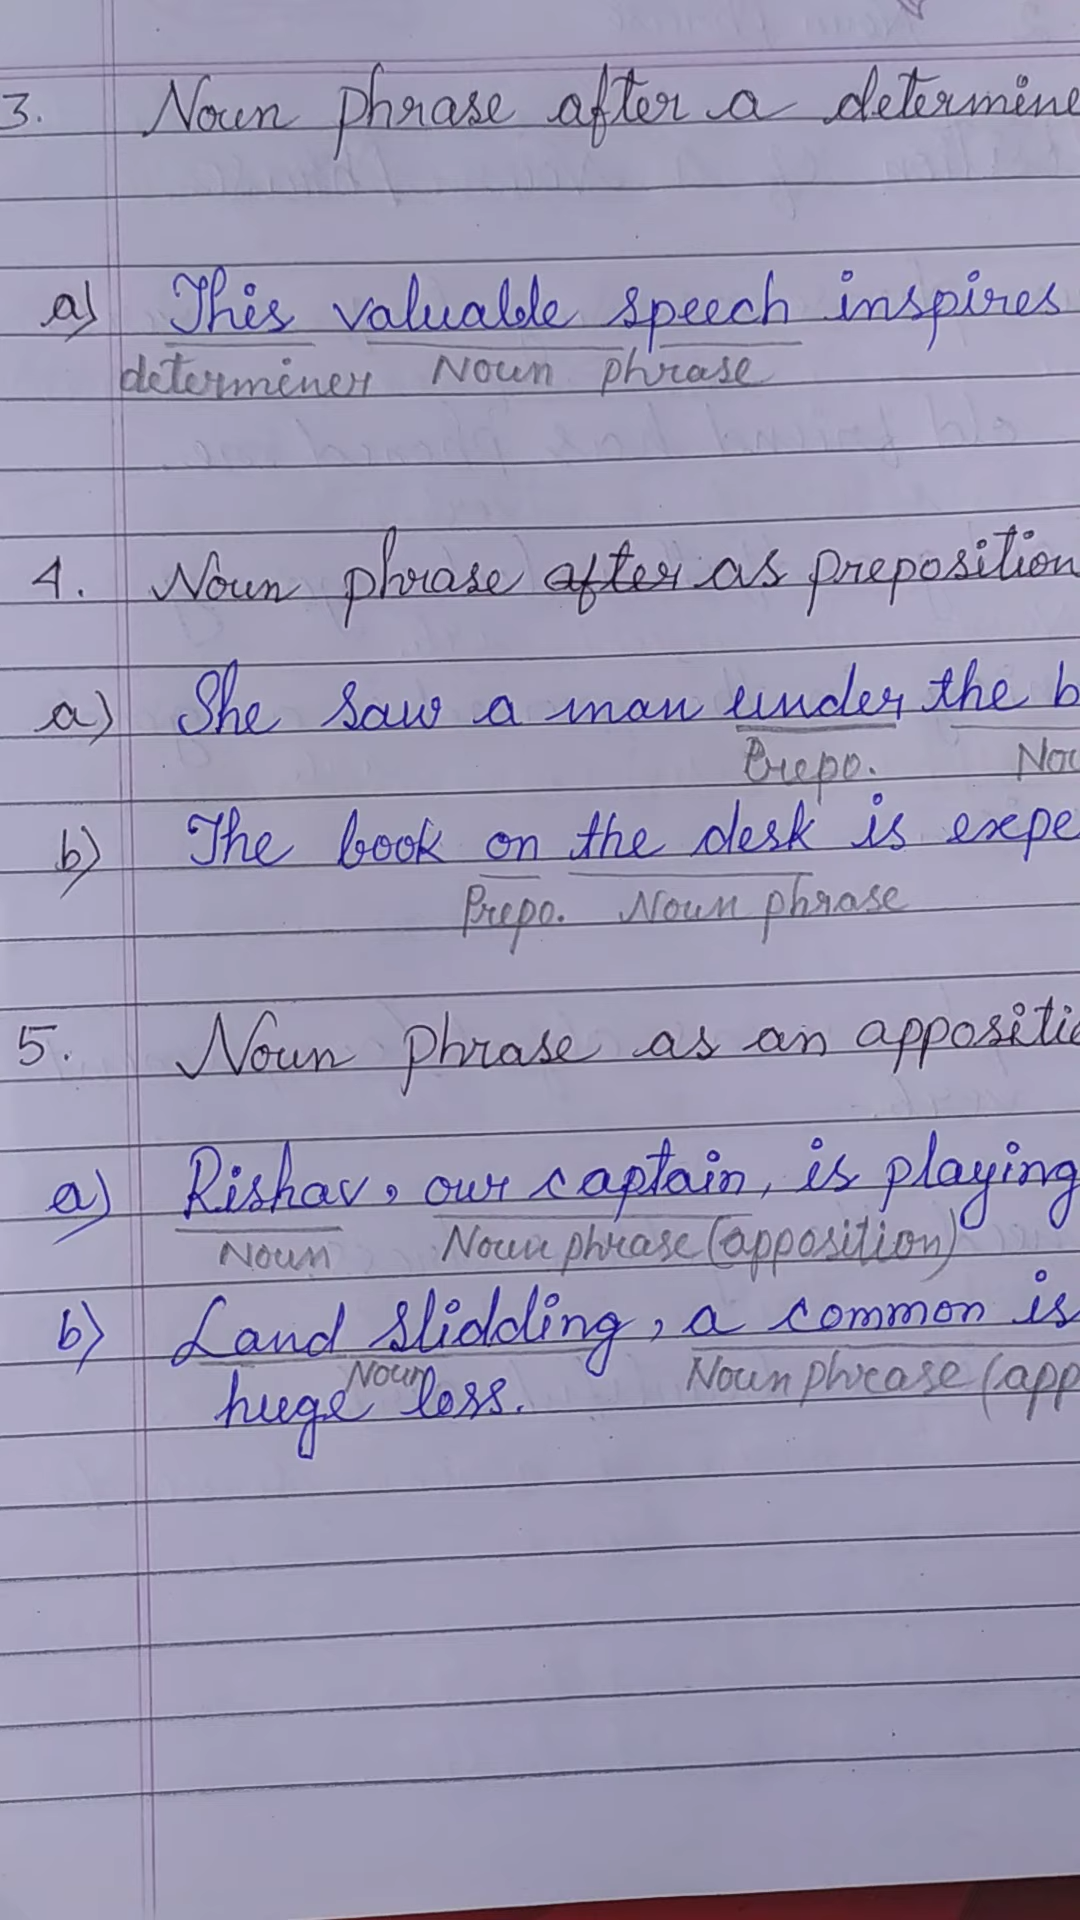 3. Noun phrase after a determine
a) This valuable speech inspires
determiner Noun phrase
4. Noun phrase after as preposition
a) She saw a man under the b
Prepo. Nou
b) The book on the desk is expe
Prepo. Noun phrase
5. Noun phrase as an appositio
a) Rishav, our captain, is playing
Noun Noun phrase (apposition)
b) Land slidding, a common is
Noun Noun phrase (app
huge loss.